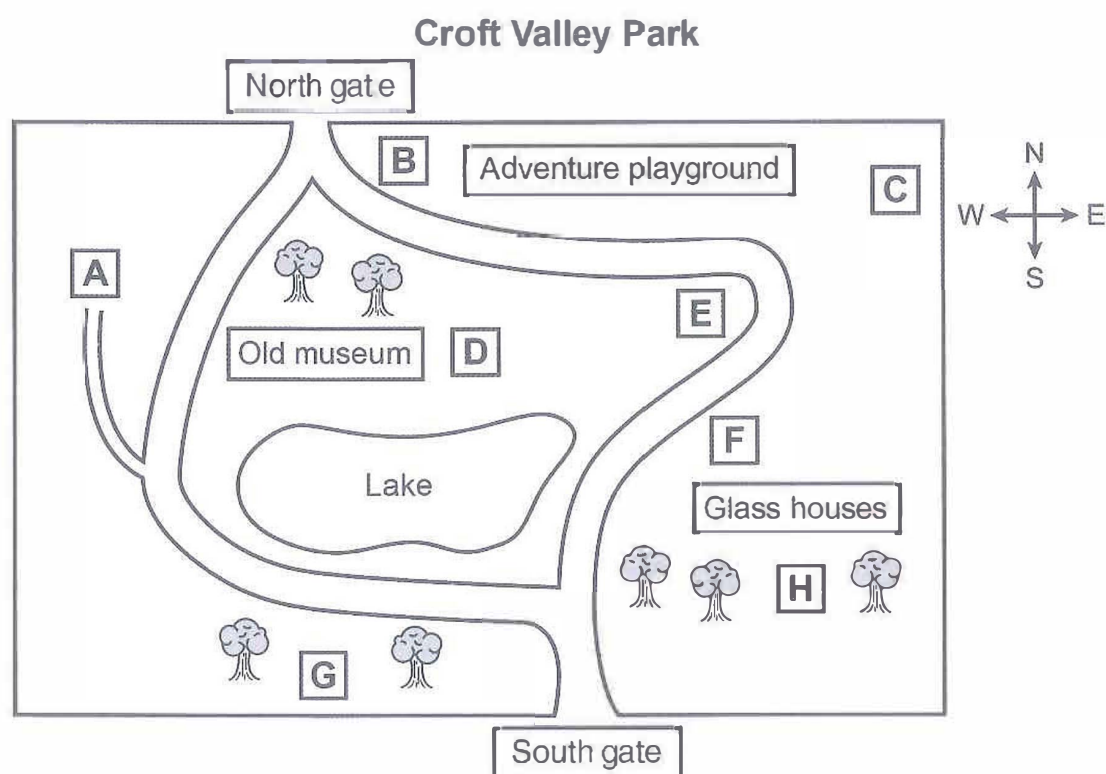 Croft Valley Park
North gate
B
Adventure playground
C
N
W E
S
A
E
Old museum
D
F
Lake
Glass houses
H
G
South gate